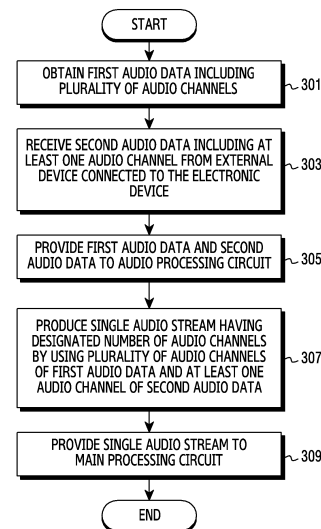 START
OBTAIN FIRST AUDIO DATA INCLUDING
PLURALITY OF AUDIO CHANNELS
301
RECEIVE SECOND AUDIO DATA INCLUDING AT
LEAST ONE AUDIO CHANNEL FROM EXTERNAL
DEVICE CONNECTED TO THE ELECTRONIC
DEVICE
303
PROVIDE FIRST AUDIO DATA AND SECOND
AUDIO DATA TO AUDIO PROCESSING CIRCUIT
305
PRODUCE SINGLE AUDIO STREAM HAVING
DESIGNATED NUMBER OF AUDIO CHANNELS
BY USING PLURALITY OF AUDIO CHANNELS
OF FIRST AUDIO DATA AND AT LEAST ONE
AUDIO CHANNEL OF SECOND AUDIO DATA
307
PROVIDE SINGLE AUDIO STREAM TO
MAIN PROCESSING CIRCUIT
309
END